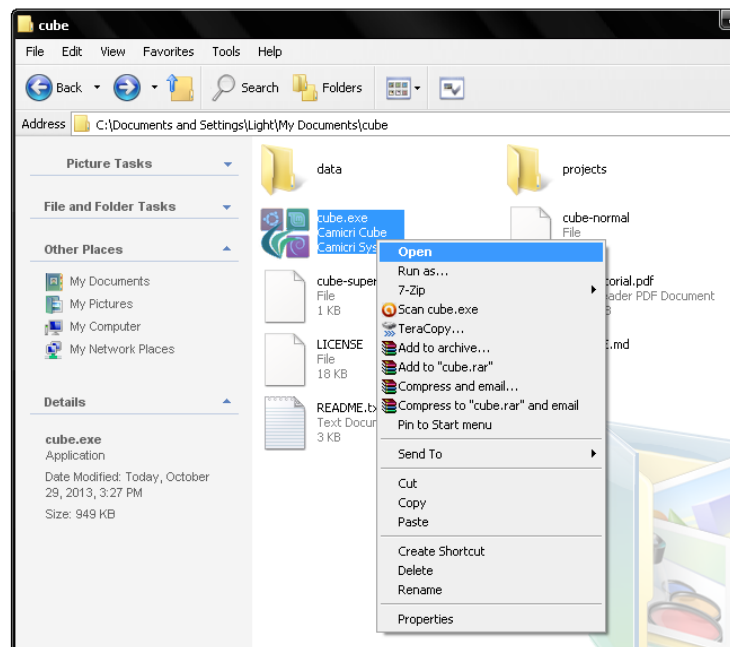 cube
File Edit View Favorites Tools Help
Back Search Folders
Address C:\Documents and Settings\Light\My Documents\cube
Picture Tasks
File and Folder Tasks
Other Places
My Documents
My Pictures
My Computer
My Network Places
Details
cube.exe
Application
Date Modified: Today, October
29, 2013, 3:27 PM
Size: 949 KB
data
projects
cube.exe
Camicri Cube
Camicri Sys
cube-normal
File
cube-super
File
1 KB
torial.pdf
ader PDF Document
LICENSE
File
18 KB
E.md
README.tx
Text Docur
3 KB
Open
Run as...
7-Zip
Scan cube.exe
TeraCopy...
Add to archive...
Add to "cube.rar"
Compress and email...
Compress to "cube.rar" and email
Pin to Start menu
Send To
Cut
Copy
Paste
Create Shortcut
Delete
Rename
Properties